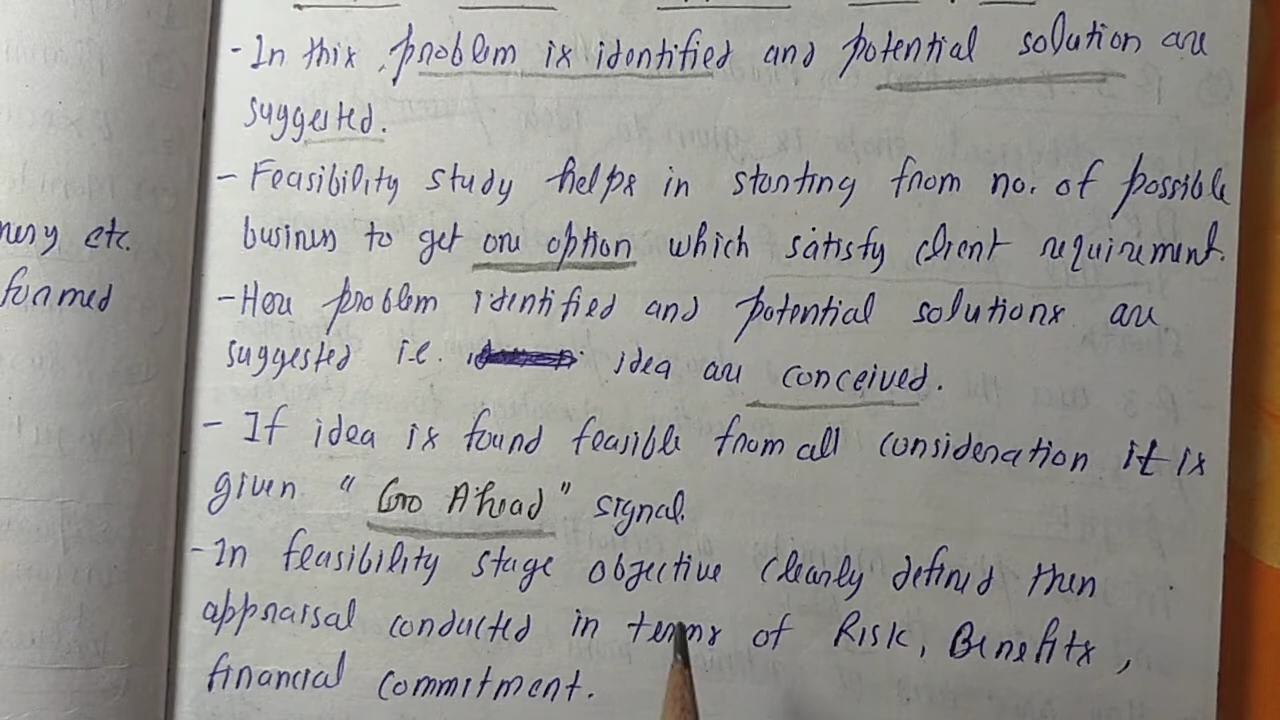 - In this problem is identified and potential solution are
suggested.
- Feasibility study helps in starting from no. of possible
business to get one option which satisfy client requirement.
- Here problem identified and potential solutions are
suggested i.e. idea are conceived.
- If idea is found feasible from all consideration it is
given "Go Ahead" signal.
- In feasibility stage objective clearly defined then
appraisal conducted in terms of Risk, Benefits,
financial commitment.
etc.
formed